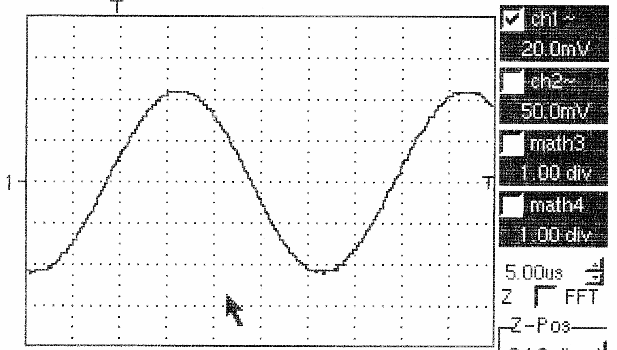 T
ch1~
20.0mV
ch2~
50.0mV
math3
1.00 div
1
T
math4
1.00 div
5.00us
Z FFT
Z-Pos